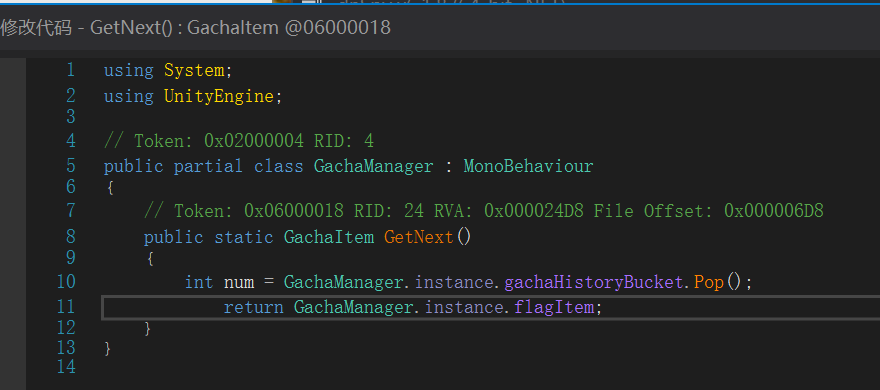 修改代码 - GetNext() : GachaItem @06000018
1 using System;
2 using UnityEngine;
3
4 // Token: 0x02000004 RID: 4
5 public partial class GachaManager : MonoBehaviour
6 {
7 // Token: 0x06000018 RID: 24 RVA: 0x000024D8 File Offset: 0x000006D8
8 public static GachaItem GetNext()
9 {
10 int num = GachaManager.instance.gachaHistoryBucket.Pop();
11 return GachaManager.instance.flagItem;
12 }
13 }
14